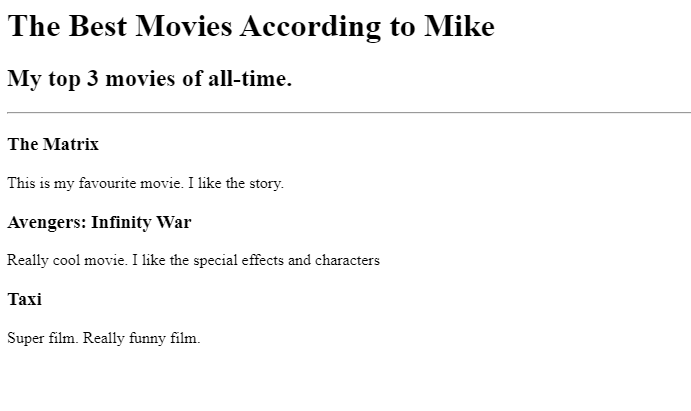 The Best Movies According to Mike
My top 3 movies of all-time.
The Matrix
This is my favourite movie. I like the story.
Avengers: Infinity War
Really cool movie. I like the special effects and characters
Taxi
Super film. Really funny film.